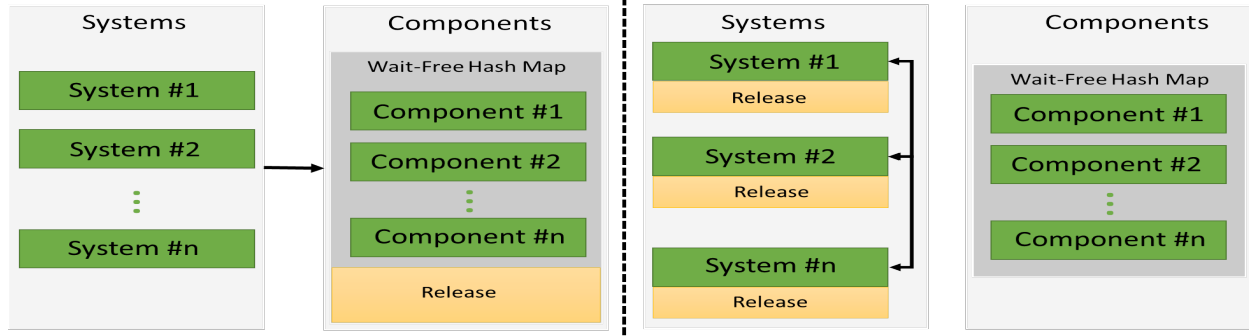 Systems
System #1
System #2
System #n
Components
Wait-Free Hash Map
Component #1
Component #2
Component #n
Release
Systems
System #1
Release
System #2
Release
System #n
Release
Components
Wait-Free Hash Map
Component #1
Component #2
Component #n